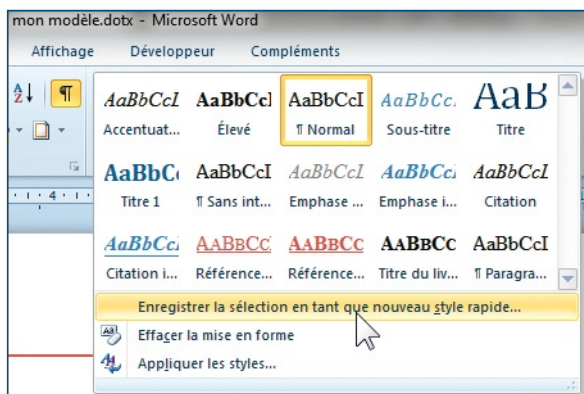 mon modèle.dotx - Microsoft Word
Affichage Développeur Compléments
AaBbCcI AaBbCcI AaBbCcI AaBbCc. AaB
Accentuat... Élevé ¶ Normal Sous-titre Titre
AaBbCc AaBbCcI AaBbCcI AaBbCcI AaBbCcI
Titre 1 ¶ Sans int... Emphase ... Emphase i... Citation
4
AaBbCcI AABBCC AABBCC AABBCC AaBbCcI
Citation i... Référence... Référence... Titre du liv... ¶ Paragra...
Enregistrer la sélection en tant que nouveau style rapide...
Effacer la mise en forme
Appliquer les styles...